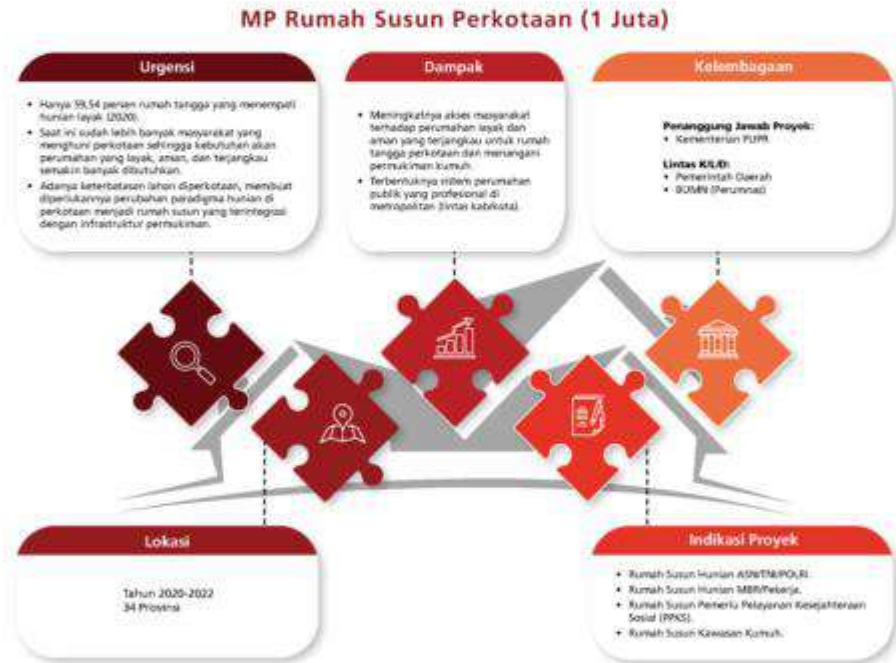 MP Rumah Susun Perkotaan (1 Juta)
Urgensi
• Hanya 59,54 persen rumah tangga yang menempati
hunian layak (2020).
• Saat ini sudah lebih banyak masyarakat yang
menghuni perkotaan sehingga kebutuhan akan
perumahan yang layak, aman, dan terjangkau
semakin banyak dibutuhkan.
• Adanya keterbatasan lahan diperkotaan, membuat
diperlukannya perubahan paradigma hunian di
perkotaan menjadi rumah susun yang terintegrasi
dengan infrastruktur permukiman.
Dampak
• Meningkatnya akses masyarakat
terhadap perumahan layak dan
aman yang terjangkau untuk rumah
tangga perkotaan dan menangani
permukiman kumuh.
• Terbentuknya sistem perumahan
publik yang profesional di
metropolitan (lintas kab/kota).
Kelembagaan
Penanggung Jawab Proyek:
• Kementerian PUPR
Lintas K/L/D:
• Pemerintah Daerah
• BUMN (Perumnas)
Lokasi
Tahun 2020-2022
34 Provinsi
Indikasi Proyek
• Rumah Susun Hunian ASN/TNI/POLRI.
• Rumah Susun Hunian MBR/Pekerja.
• Rumah Susun Pemerlu Pelayanan Kesejahteraan
Sosial (PPKS).
• Rumah Susun Kawasan Kumuh.